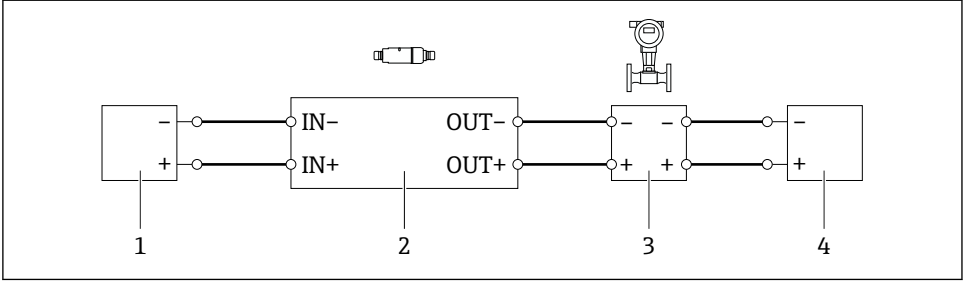 − IN− OUT− − − −
+ IN+ OUT+ + + +
1 2 3 4